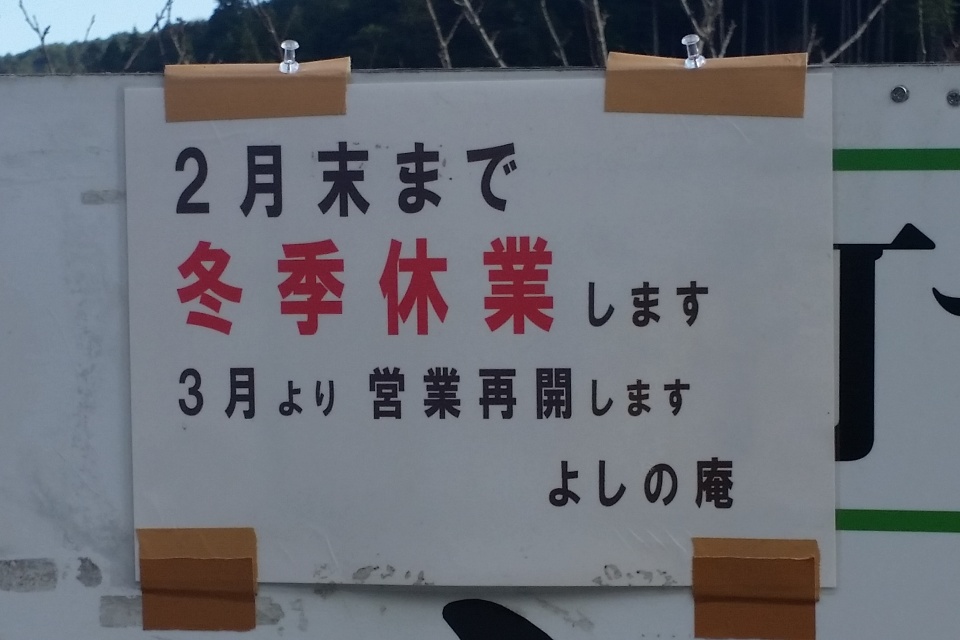 ２月末まで
冬季休業します
３月より営業再開します
よしの庵